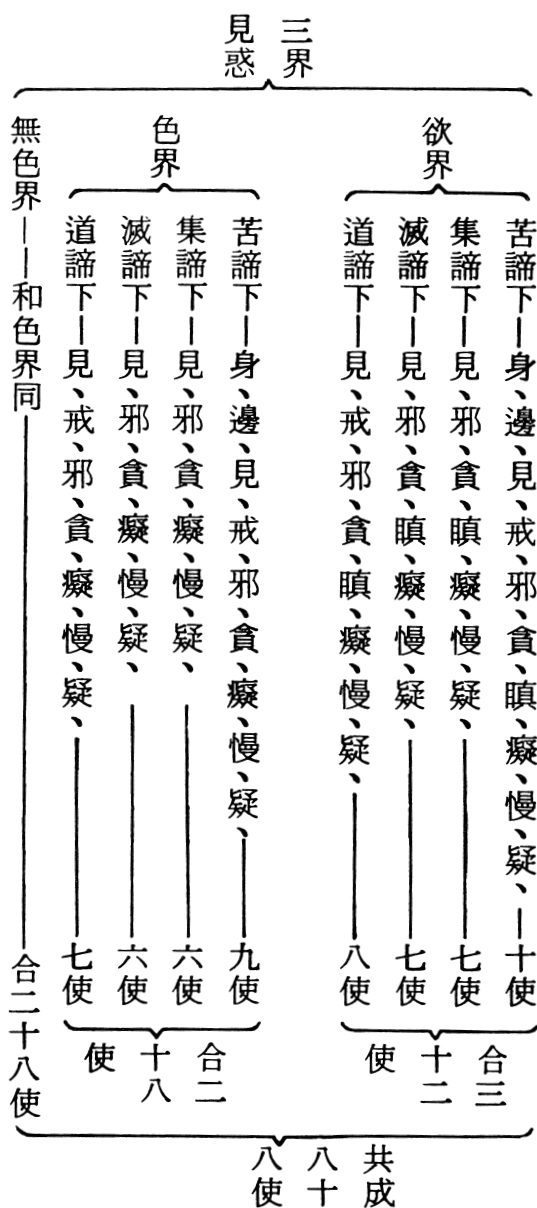 三界
見惑
欲界
苦諦下—身、邊、見、戒、邪、貪、瞋、癡、慢、疑、—十使
集諦下—見、邪、貪、瞋、癡、慢、疑、—七使
滅諦下—見、邪、貪、瞋、癡、慢、疑、—七使
道諦下—見、戒、邪、貪、瞋、癡、慢、疑、—八使
合三
十二
使
色界
苦諦下—身、邊、見、戒、邪、貪、癡、慢、疑、—九使
集諦下—見、邪、貪、癡、慢、疑、—六使
滅諦下—見、邪、貪、癡、慢、疑、—六使
道諦下—見、戒、邪、貪、癡、慢、疑、—七使
合二
十八
使
無色界——和色界同—合二十八使
共成
八十
八使